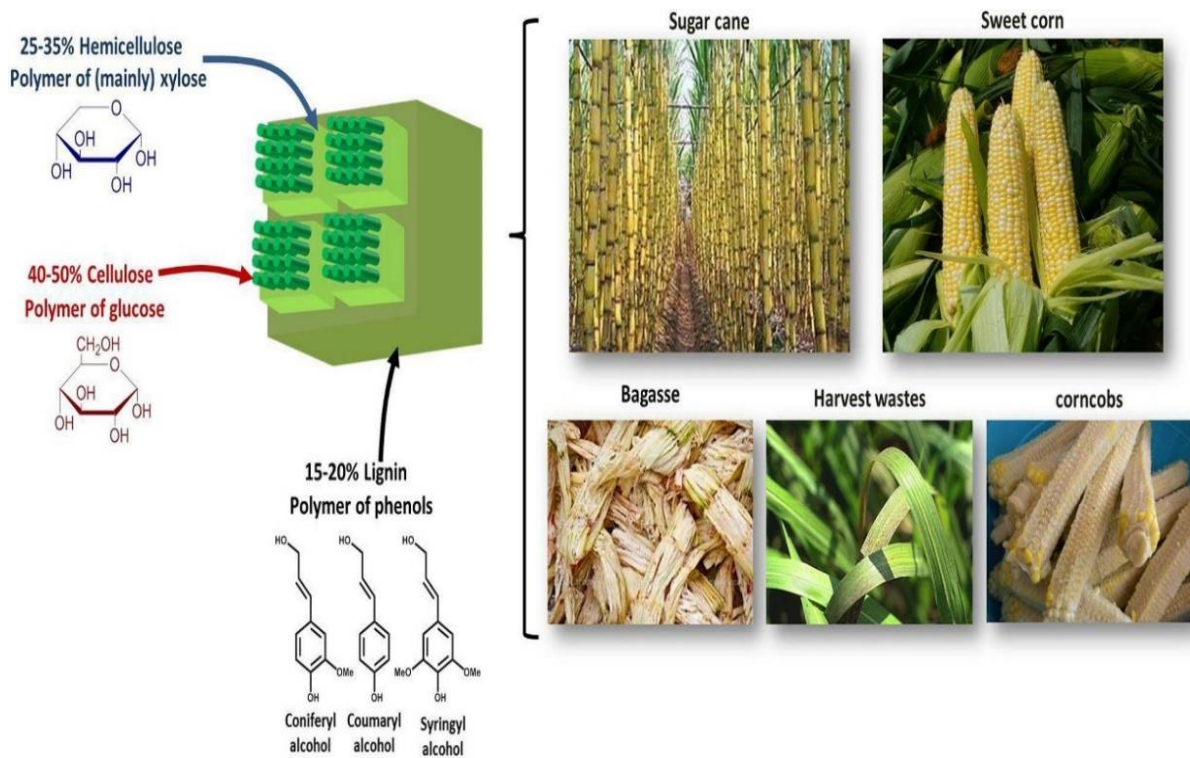 25-35% Hemicellulose
Polymer of (mainly) xylose
O
OH
OH
OH
OH
40-50% Cellulose
Polymer of glucose
CH₂OH
O
OH
OH
OH
OH
15-20% Lignin
Polymer of phenols
HO
OMe
OH
Coniferyl
alcohol
HO
OH
Coumaryl
alcohol
HO
MeO
OMe
OH
Syringyl
alcohol
Sugar cane
Sweet corn
Bagasse
Harvest wastes
corncobs